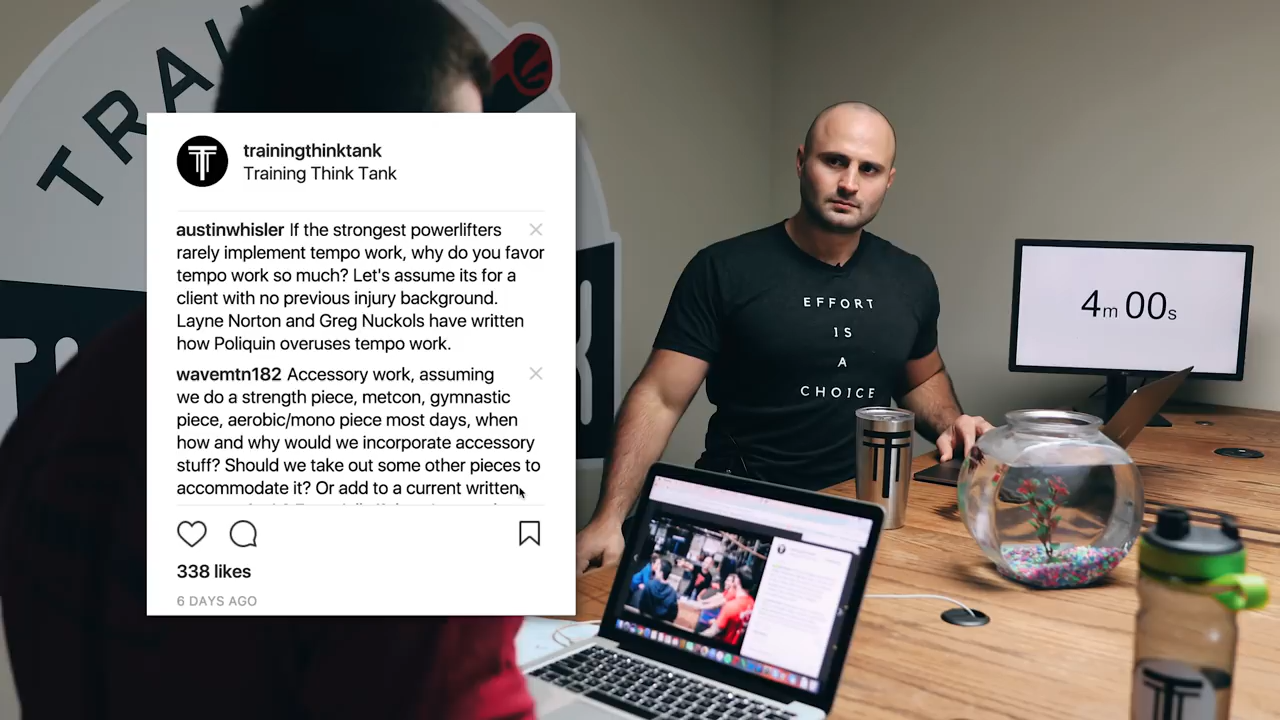 TRAI
trainingthinktank
Training Think Tank
austinwhisler If the strongest powerlifters
rarely implement tempo work, why do you favor
tempo work so much? Let's assume its for a
client with no previous injury background.
Layne Norton and Greg Nuckols have written
how Poliquin overuses tempo work.
wavemtn182 Accessory work, assuming
we do a strength piece, metcon, gymnastic
piece, aerobic/mono piece most days, when
how and why would we incorporate accessory
stuff? Should we take out some other pieces to
accommodate it? Or add to a current written,
338 likes
6 DAYS AGO
EFFORT
IS
A
CHOICE
4m 00s